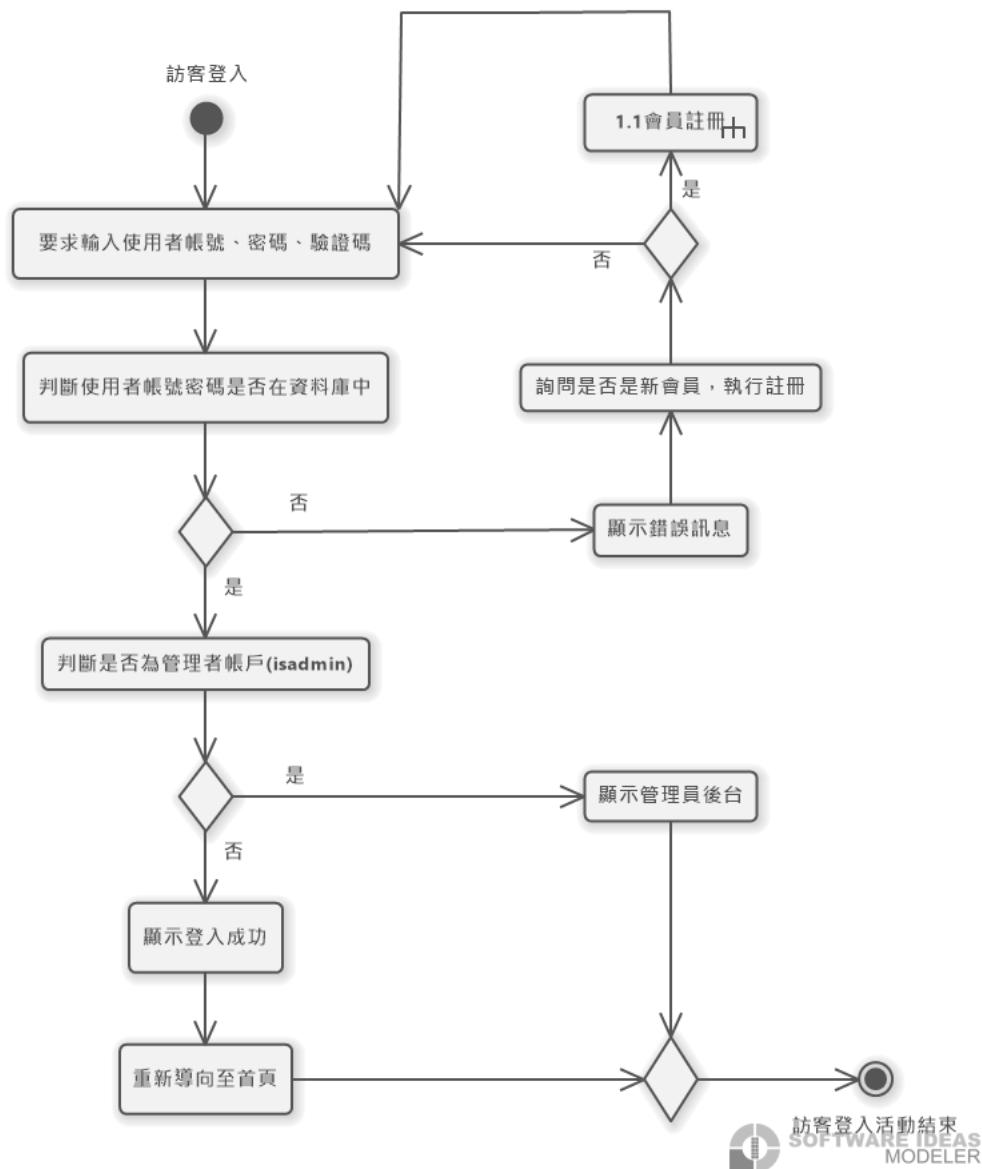 訪客登入
1.1會員註冊
是
要求輸入使用者帳號、密碼、驗證碼
否
判斷使用者帳號密碼是否在資料庫中
詢問是否是新會員，執行註冊
否
顯示錯誤訊息
是
判斷是否為管理者帳戶(isadmin)
是
顯示管理員後台
否
顯示登入成功
重新導向至首頁
訪客登入活動結束
SOFTWARE IDEAS
MODELER